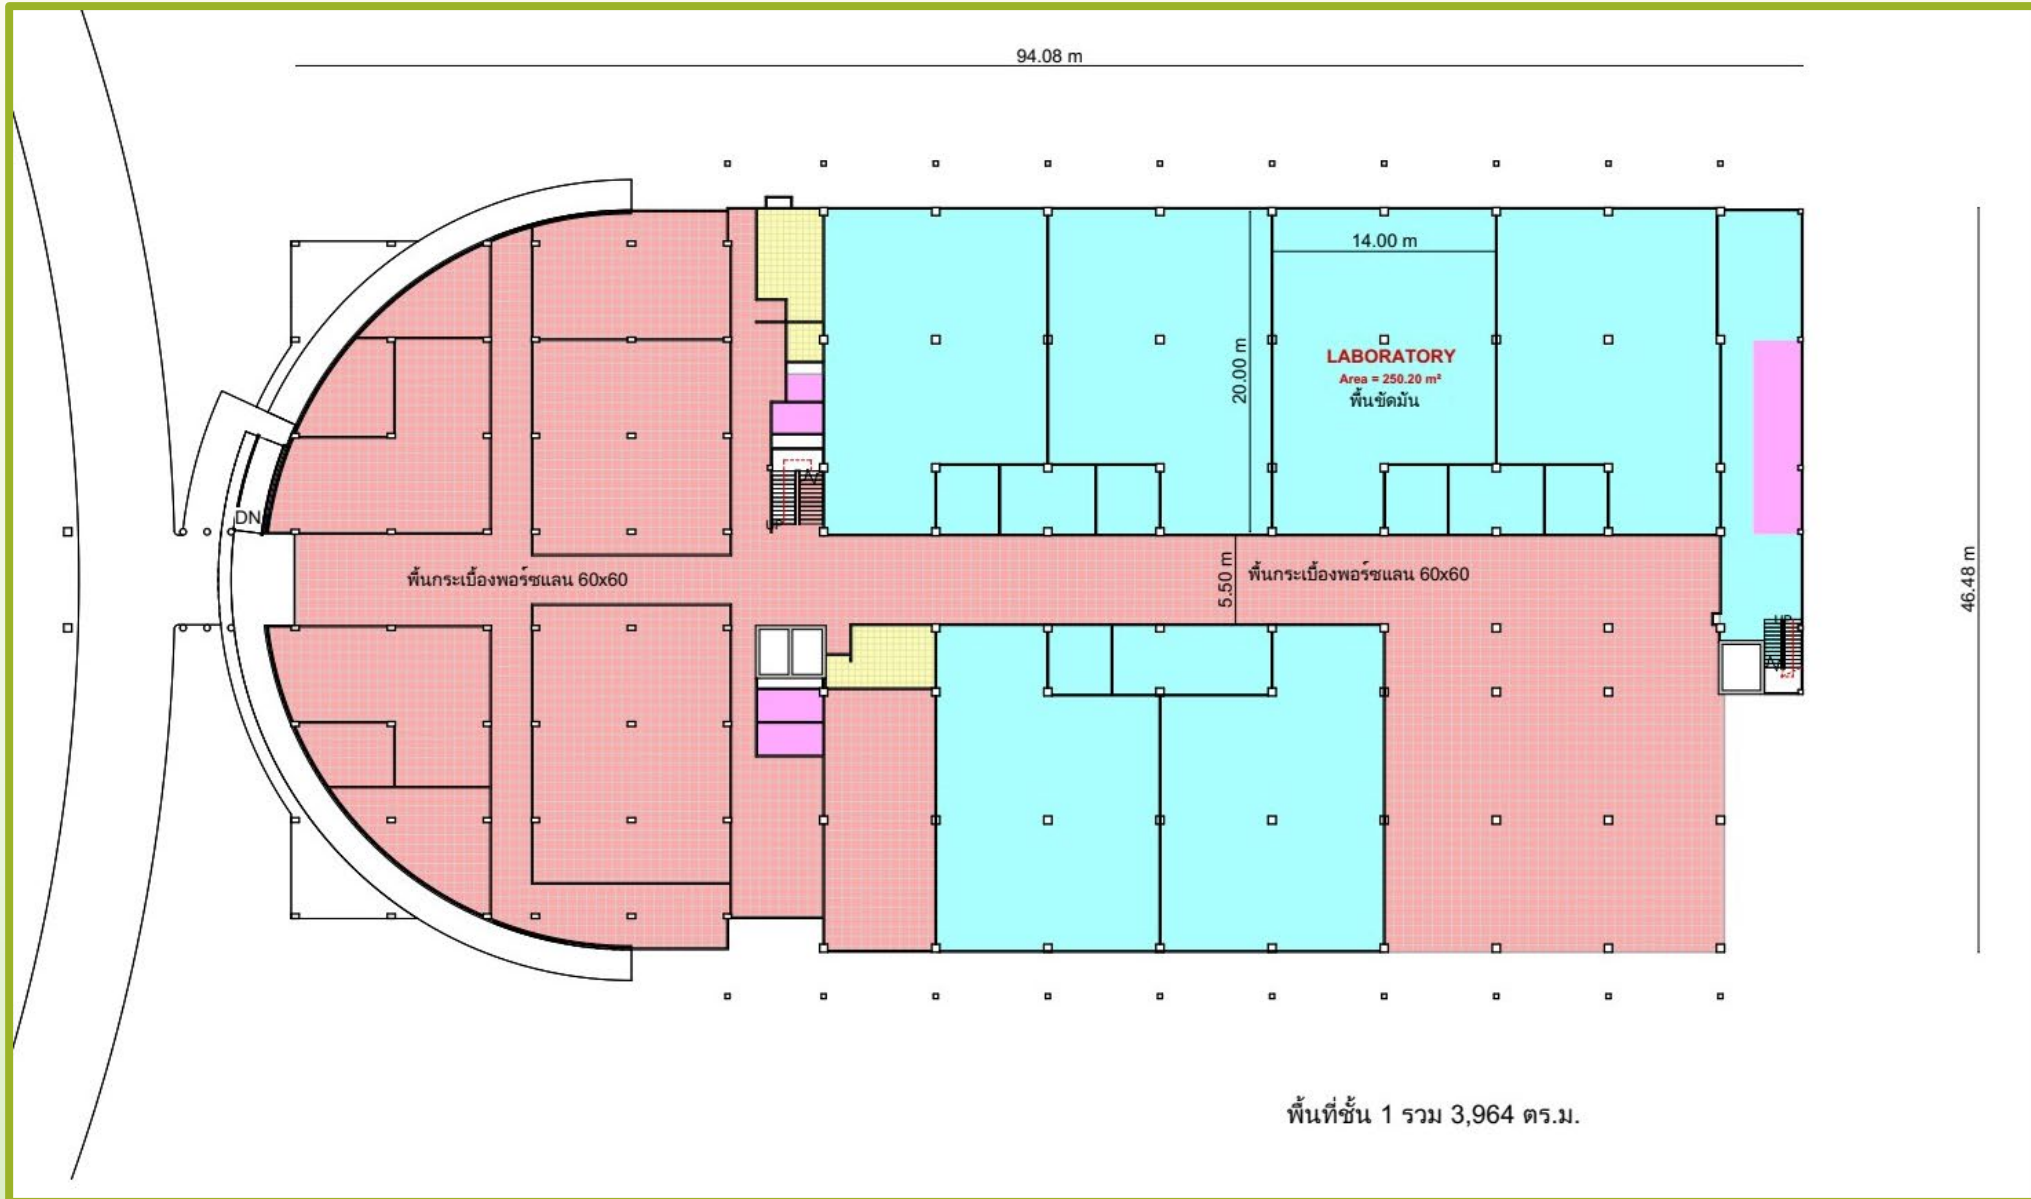 94.08 m
14.00 m
20.00 m
LABORATORY
Area = 250.20 m²
พื้นขัดมัน
DN
UP
พื้นกระเบื้องพอร์ซแลน 60x60
5.50 m
พื้นกระเบื้องพอร์ซแลน 60x60
46.48 m
UP
พื้นที่ชั้น 1 รวม 3,964 ตร.ม.